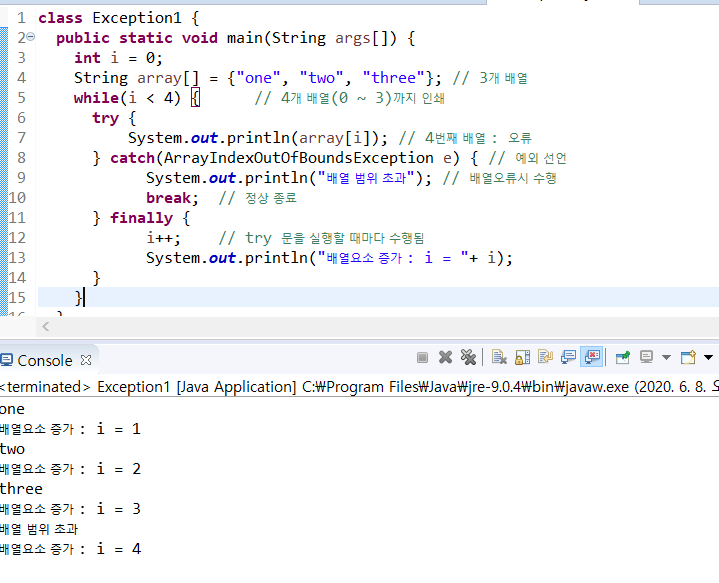 1 class Exception1 {
2 public static void main(String args[]) {
3 int i = 0;
4 String array[] = {"one", "two", "three"}; // 3개 배열
5 while(i < 4) { // 4개 배열(0 ~ 3)까지 인쇄
6 try {
7 System.out.println(array[i]); // 4번째 배열 : 오류
8 } catch(ArrayIndexOutOfBoundsException e) { // 예외 선언
9 System.out.println("배열 범위 초과"); // 배열오류시 수행
10 break; // 정상 종료
11 } finally {
12 i++; // try 문을 실행할 때마다 수행됨
13 System.out.println("배열요소 증가 : i = "+ i);
14 }
15 }
16 }
Console
<terminated> Exception1 [Java Application] C:₩Program Files₩Java₩jre-9.0.4₩bin₩javaw.exe (2020. 6. 8.
one
배열요소 증가 : i = 1
two
배열요소 증가 : i = 2
three
배열요소 증가 : i = 3
배열 범위 초과
배열요소 증가 : i = 4